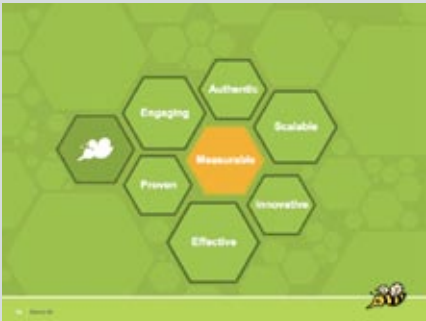 Authentic
Engaging
Scalable
Measurable
Proven
Innovative
Effective